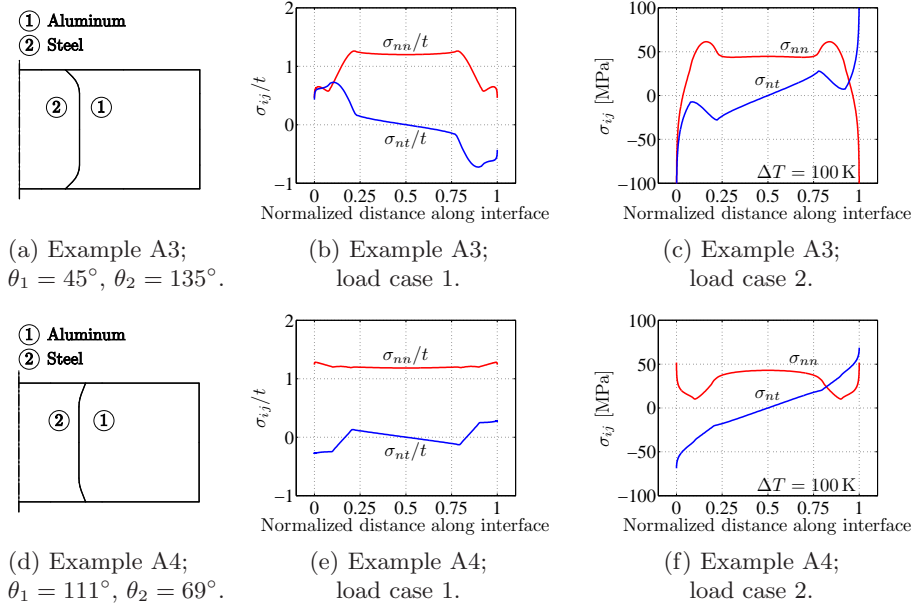 ① Aluminum
② Steel
② ①
(a) Example A3;
θ₁ = 45°, θ₂ = 135°.
2
1
0
−1
σᵢⱼ/t
σₙₙ/t
σₙₜ/t
0 0.25 0.5 0.75 1
Normalized distance along interface
(b) Example A3;
load case 1.
100
50
0
−50
−100
σᵢⱼ [MPa]
σₙₙ
σₙₜ
ΔT = 100 K
0 0.25 0.5 0.75 1
Normalized distance along interface
(c) Example A3;
load case 2.
① Aluminum
② Steel
② ①
(d) Example A4;
θ₁ = 111°, θ₂ = 69°.
2
1
0
−1
σᵢⱼ/t
σₙₙ/t
σₙₜ/t
0 0.25 0.5 0.75 1
Normalized distance along interface
(e) Example A4;
load case 1.
100
50
0
−50
−100
σᵢⱼ [MPa]
σₙₙ
σₙₜ
ΔT = 100 K
0 0.25 0.5 0.75 1
Normalized distance along interface
(f) Example A4;
load case 2.